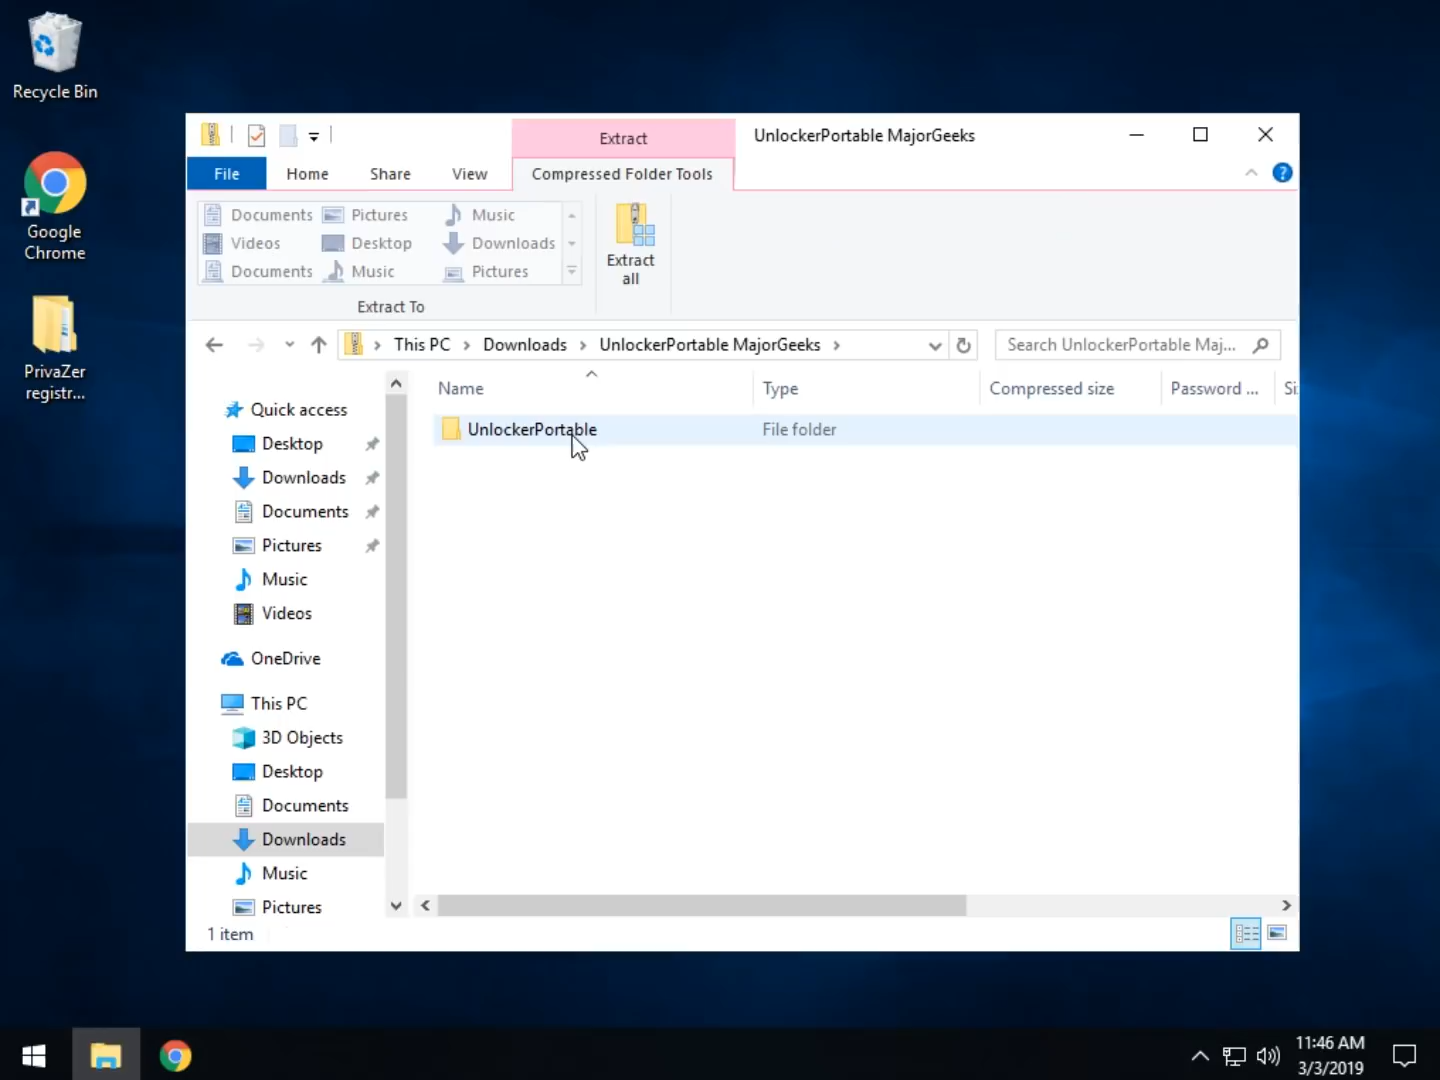 Recycle Bin
Google
Chrome
PrivaZer
registr...
Extract
UnlockerPortable MajorGeeks
File
Home
Share
View
Compressed Folder Tools
Documents
Pictures
Music
Videos
Desktop
Downloads
Documents
Music
Pictures
Extract To
Extract
all
This PC
Downloads
UnlockerPortable MajorGeeks
Search UnlockerPortable Maj...
Name
Type
Compressed size
Password ...
Si
UnlockerPortable
File folder
Quick access
Desktop
Downloads
Documents
Pictures
Music
Videos
OneDrive
This PC
3D Objects
Desktop
Documents
Downloads
Music
Pictures
1 item
11:46 AM
3/3/2019